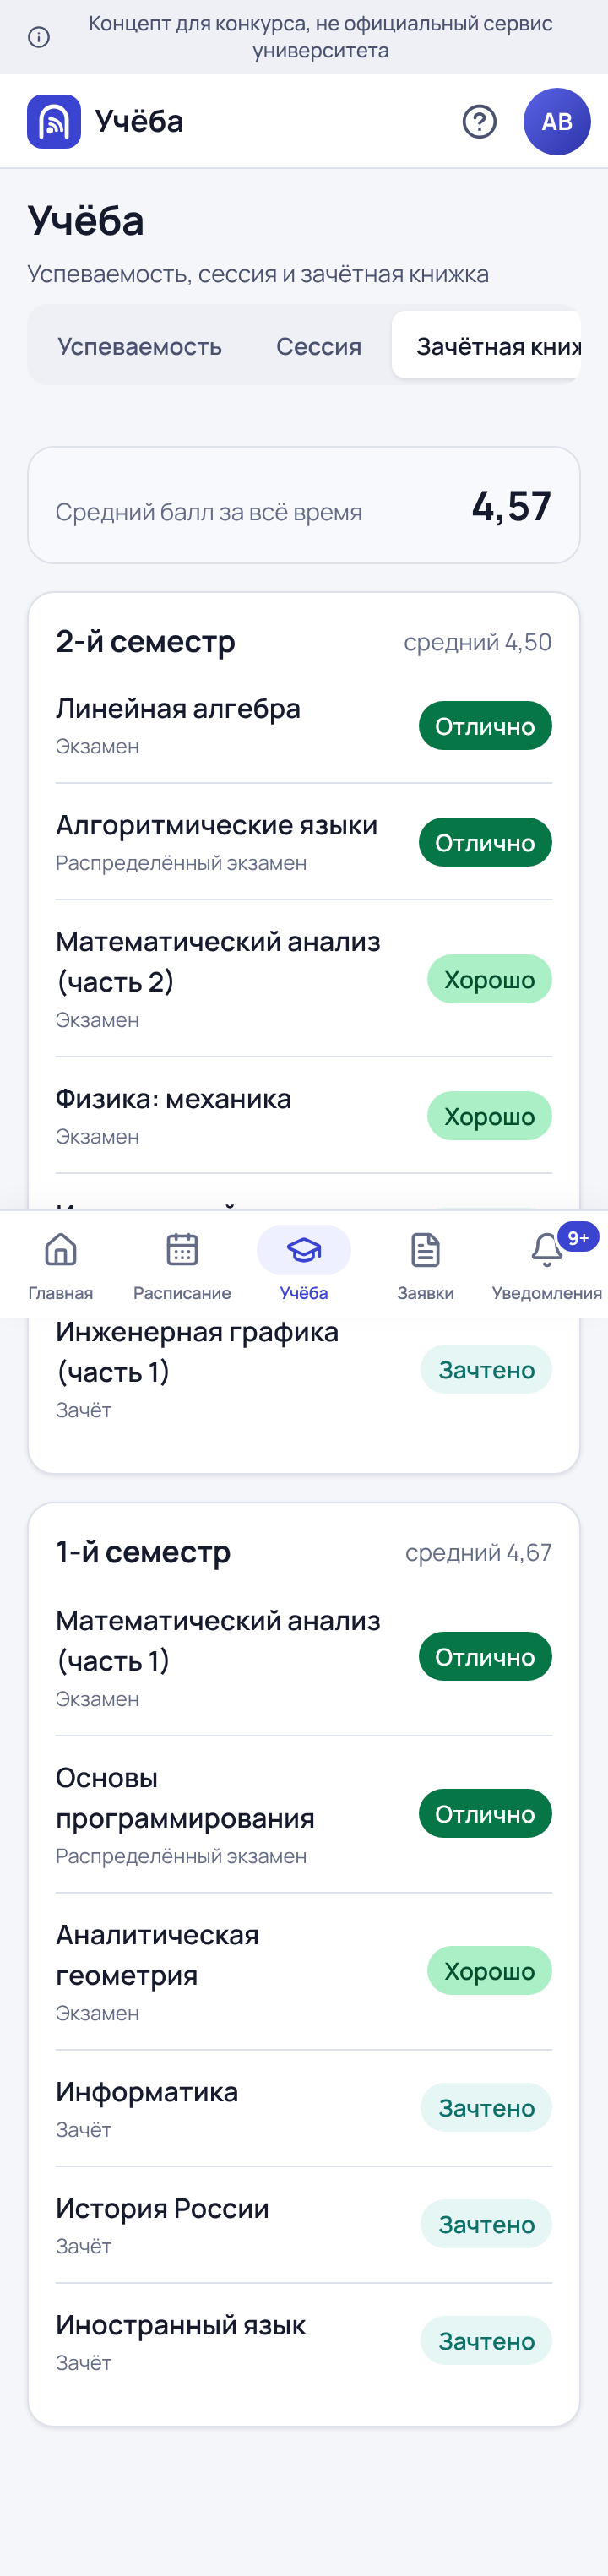 Концепт для конкурса, не официальный сервис
университета
Учёба
АВ
Учёба
Успеваемость, сессия и зачётная книжка
Успеваемость
Сессия
Зачётная
Средний балл за всё время
4,57
2-й семестр
средний 4,50
Линейная алгебра
Экзамен
Отлично
Алгоритмические языки
Распределённый экзамен
Отлично
Математический анализ
(часть 2)
Экзамен
Хорошо
Физика: механика
Экзамен
Хорошо
9+
Главная
Расписание
Учёба
Заявки
Уведомления
Инженерная графика
(часть 1)
Зачёт
Зачтено
1-й семестр
средний 4,67
Математический анализ
(часть 1)
Экзамен
Отлично
Основы
программирования
Распределённый экзамен
Отлично
Аналитическая
геометрия
Экзамен
Хорошо
Информатика
Зачёт
Зачтено
История России
Зачёт
Зачтено
Иностранный язык
Зачёт
Зачтено